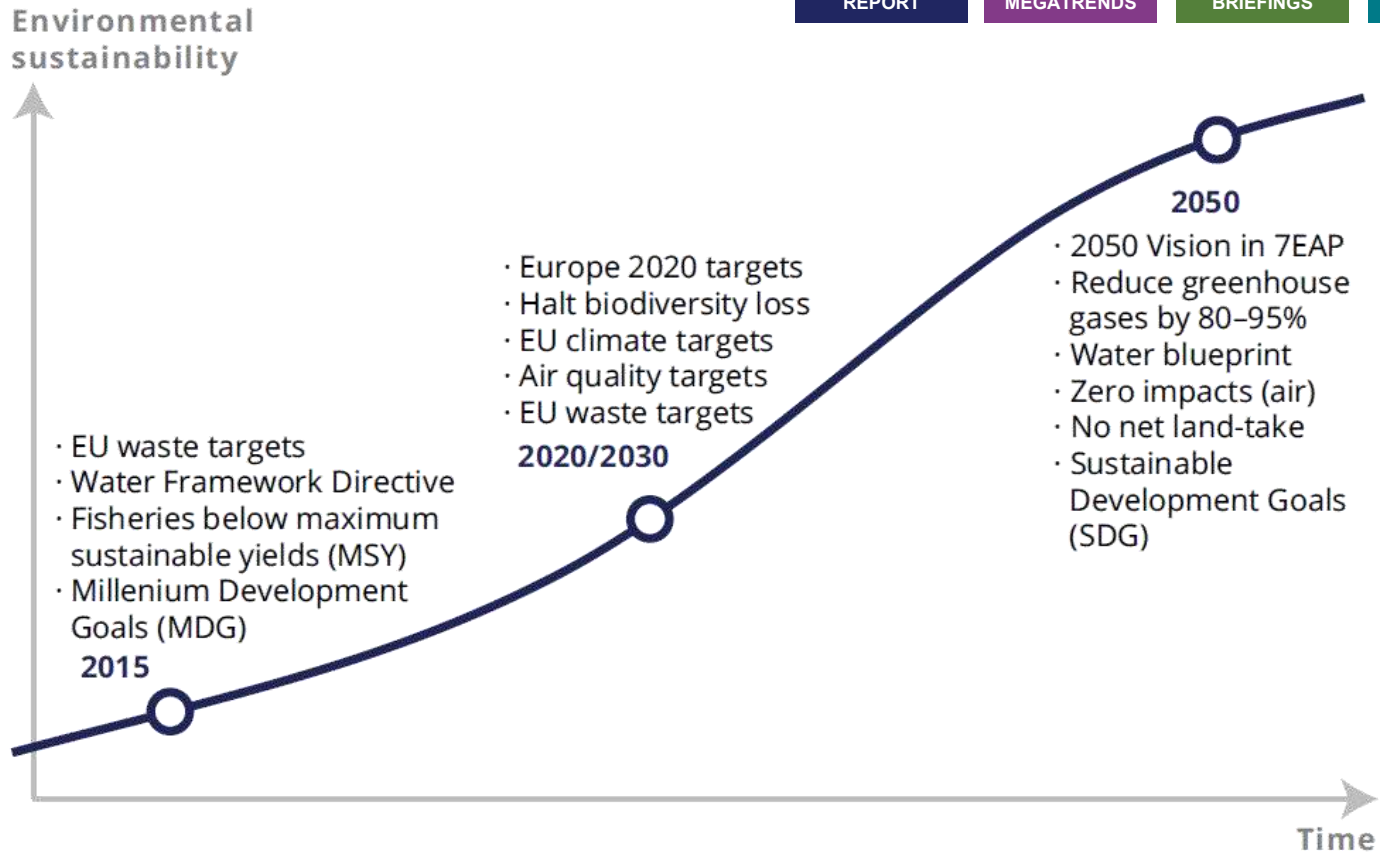 REPORT
MEGATRENDS
BRIEFINGS
Environmental
sustainability
2050
· 2050 Vision in 7EAP
· Reduce greenhouse
gases by 80–95%
· Water blueprint
· Zero impacts (air)
· No net land-take
· Sustainable
Development Goals
(SDG)
· Europe 2020 targets
· Halt biodiversity loss
· EU climate targets
· Air quality targets
· EU waste targets
2020/2030
· EU waste targets
· Water Framework Directive
· Fisheries below maximum
sustainable yields (MSY)
· Millenium Development
Goals (MDG)
2015
Time